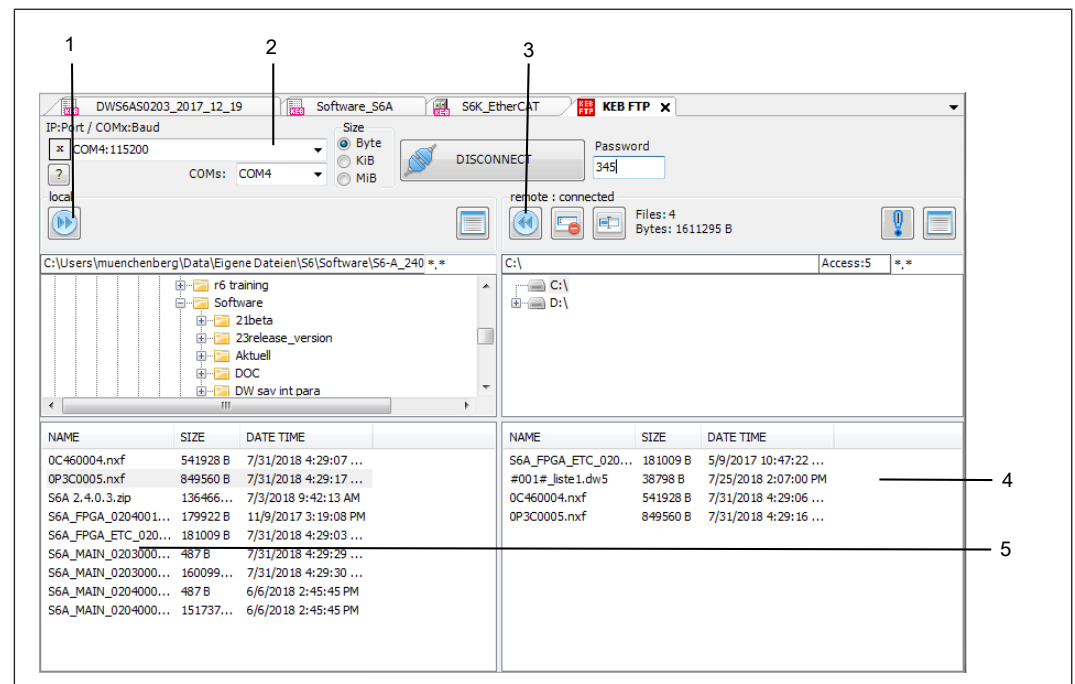 1 2 3
DWS6AS0203_2017_12_19 Software_S6A S6K_EtherCAT KEB FTP x
IP:Port / COMx:Baud Size
x COM4:115200 Byte Password
? COMs: COM4 KiB DISCONNECT 345
MiB
local remote : connected
Files: 4
Bytes: 1611295 B
C:\Users\muenchenberg\Data\Eigene Dateien\S6\Software\S6-A_240 *.* C:\ Access:5 *.*
r6 training C:\
Software D:\
21beta
23release_version
Aktuell
DOC
DW sav int para
NAME SIZE DATE TIME NAME SIZE DATE TIME
0C460004.nxf 541928 B 7/31/2018 4:29:07 ... S6A_FPGA_ETC_020... 181009 B 5/9/2017 10:47:22 ...
0P3C0005.nxf 849560 B 7/31/2018 4:29:17 ... #001#_liste1.dw5 38798 B 7/25/2018 2:07:00 PM 4
S6A 2.4.0.3.zip 136466... 7/3/2018 9:42:13 AM 0C460004.nxf 541928 B 7/31/2018 4:29:06 ...
S6A_FPGA_0204001... 179922 B 11/9/2017 3:19:08 PM 0P3C0005.nxf 849560 B 7/31/2018 4:29:16 ...
S6A_FPGA_ETC_020... 181009 B 7/31/2018 4:29:03 ...
S6A_MAIN_0203000... 487 B 7/31/2018 4:29:29 ... 5
S6A_MAIN_0203000... 160099... 7/31/2018 4:29:30 ...
S6A_MAIN_0204000... 487 B 6/6/2018 2:45:45 PM
S6A_MAIN_0204000... 151737... 6/6/2018 2:45:45 PM